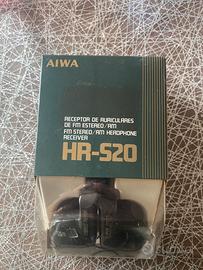 AIWA
RECEPTOR DE AURICULARES
DE FM ESTEREO/AM
FM STEREO/AM HEADPHONE
RECEIVER
HR-S20